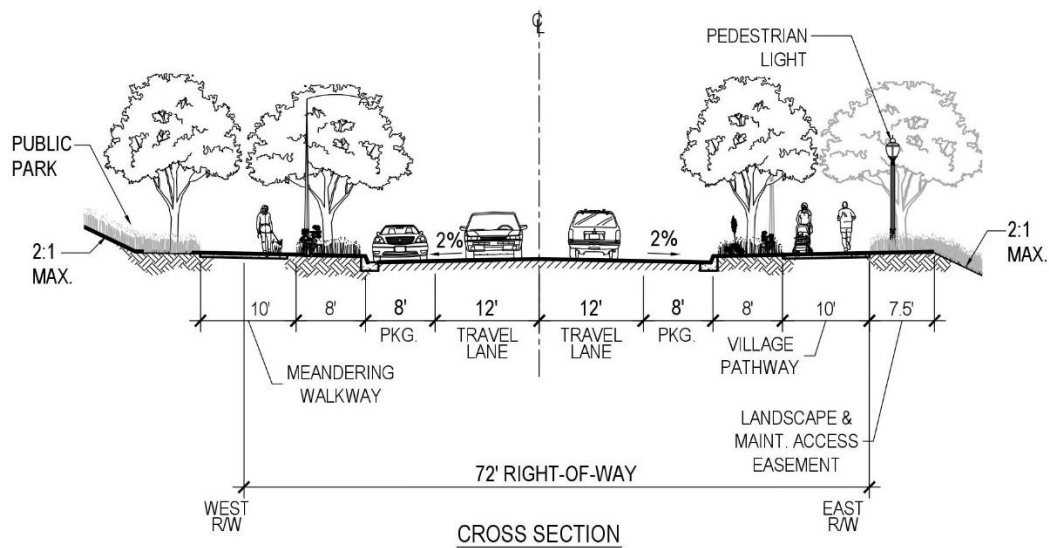 ℄
PEDESTRIAN
LIGHT
PUBLIC
PARK
2:1
MAX.
2%
2%
2:1
MAX.
10' 8' 8' 12' 12' 8' 8' 10' 7.5'
PKG. TRAVEL
LANE
TRAVEL
LANE
PKG.
VILLAGE
PATHWAY
MEANDERING
WALKWAY
LANDSCAPE &
MAINT. ACCESS
EASEMENT
72' RIGHT-OF-WAY
WEST
R/W
EAST
R/W
CROSS SECTION